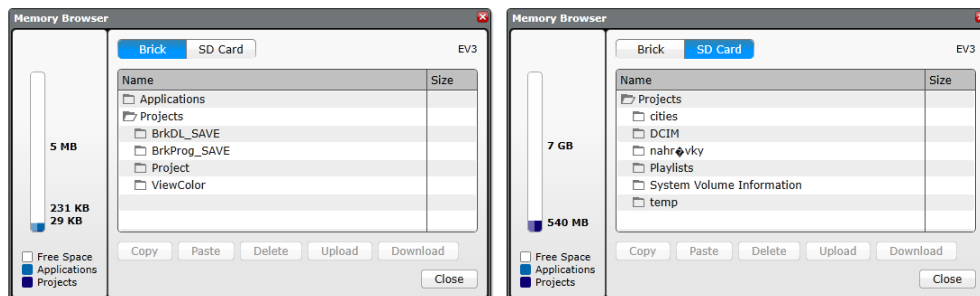 Memory Browser
Brick SD Card EV3
Name Size
Applications
Projects
BrkDL_SAVE
BrkProg_SAVE
Project
ViewColor
5 MB
231 KB
29 KB
Free Space
Applications
Projects
Copy Paste Delete Upload Download
Close
Memory Browser
Brick SD Card EV3
Name Size
Projects
cities
DCIM
nahr�vky
Playlists
System Volume Information
temp
7 GB
540 MB
Free Space
Applications
Projects
Copy Paste Delete Upload Download
Close